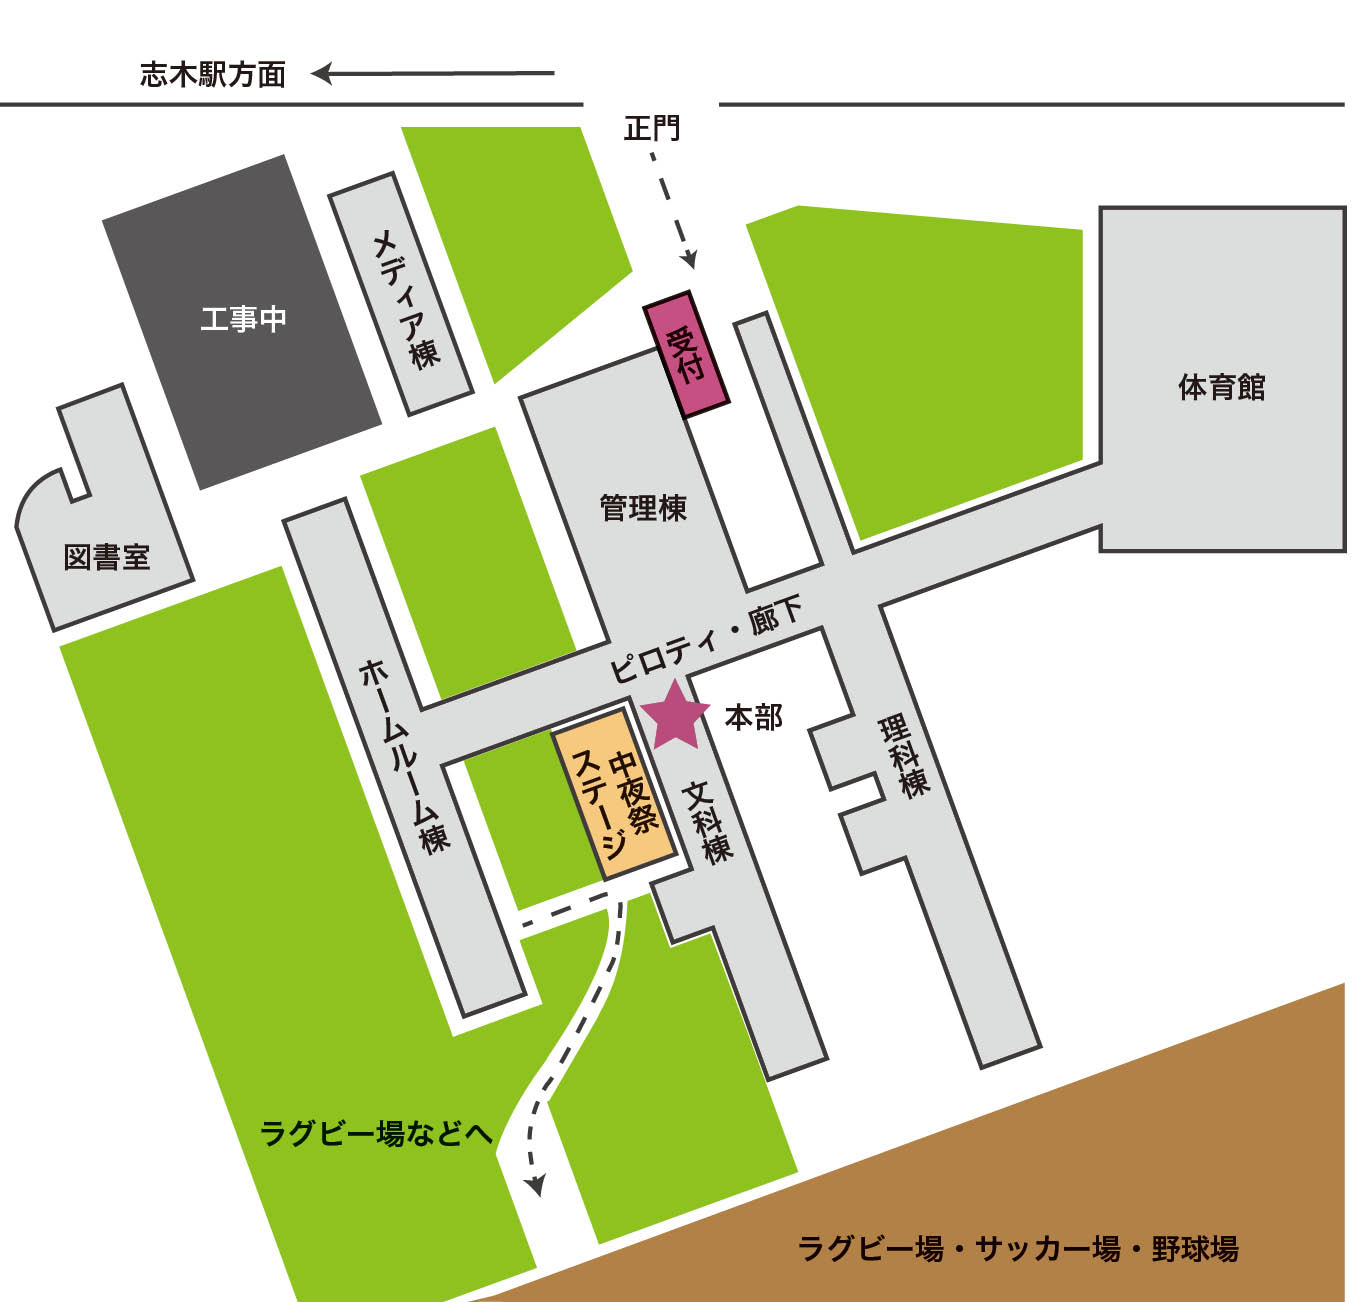 志木駅方面
正門
メディア棟
工事中
受付
体育館
管理棟
図書室
ピロティ・廊下
ホームルーム棟
本部
中夜祭
ステージ
文科棟
理科棟
ラグビー場などへ
ラグビー場・サッカー場・野球場